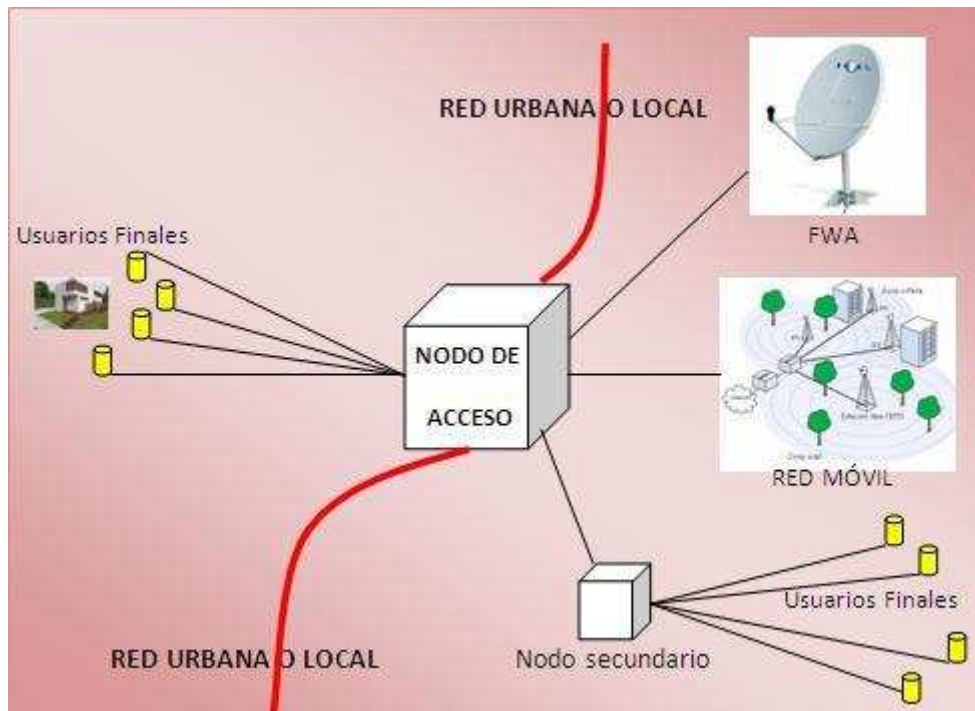 RED URBANA O LOCAL
Usuarios Finales
FWA
NODO DE
ACCESO
RED MÓVIL
Usuarios Finales
RED URBANA O LOCAL
Nodo secundario